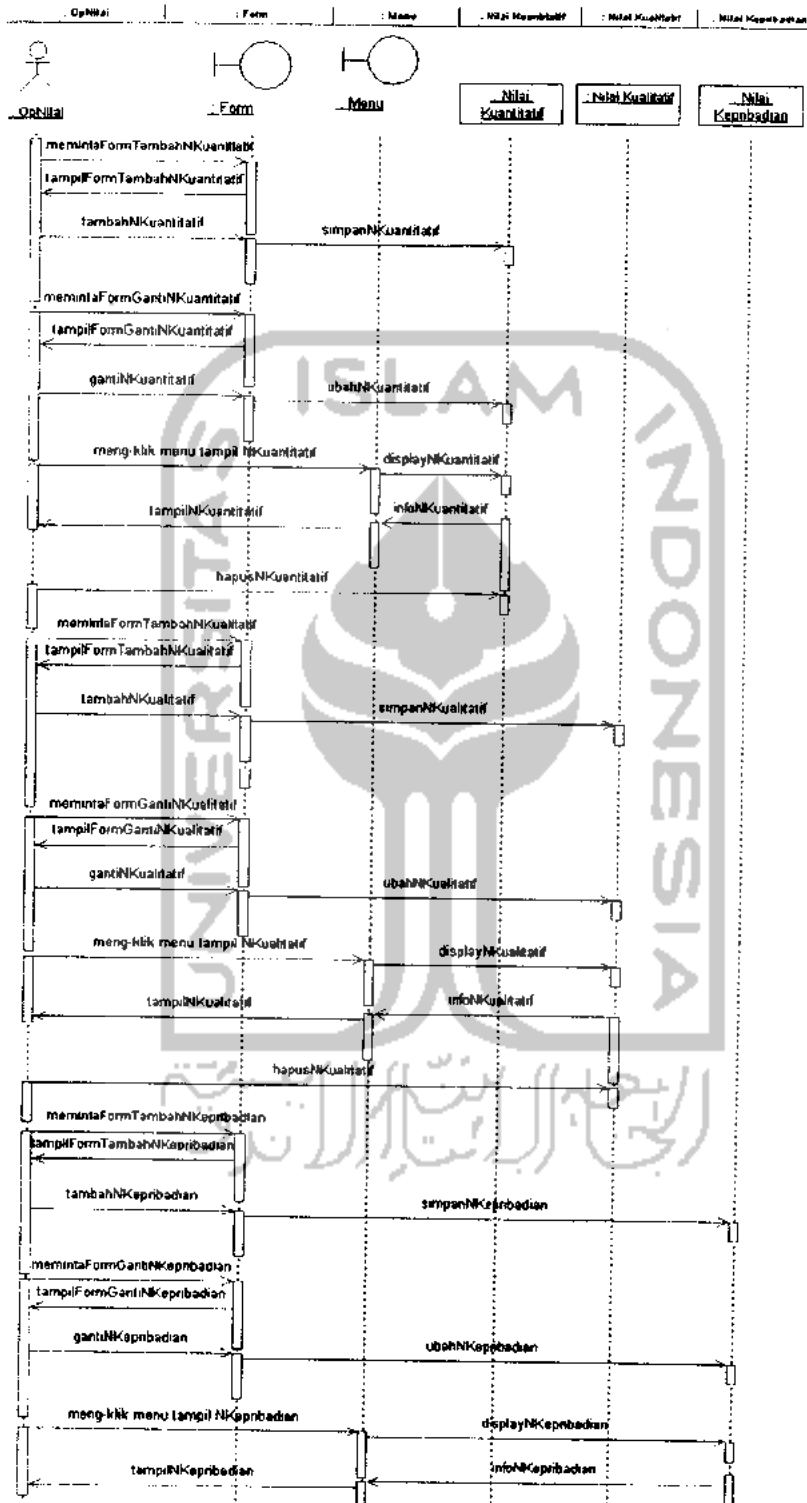 : OpNilai : Form : Menu : Nilai Kuantitatif : Nilai Kualitatif : Nilai Kepribadian
: OpNilai
: Form
: Menu
: Nilai
Kuantitatif
: Nilai Kualitatif
: Nilai
Kepribadian
memintaFormTambahNKuantitatif
tampilFormTambahNKuantitatif
tambahNKuantitatif
simpanNKuantitatif
memintaFormGantiNKuantitatif
tampilFormGantiNKuantitatif
gantiNKuantitatif
ubahNKuantitatif
meng-klik menu tampil NKuantitatif
displayNKuantitatif
tampilNKuantitatif
infoNKuantitatif
hapusNKuantitatif
memintaFormTambahNKualitatif
tampilFormTambahNKualitatif
tambahNKualitatif
simpanNKualitatif
memintaFormGantiNKualitatif
tampilFormGantiNKualitatif
gantiNKualitatif
ubahNKualitatif
meng-klik menu tampil NKualitatif
displayNKualitatif
tampilNKualitatif
infoNKualitatif
hapusNKualitatif
memintaFormTambahNKepribadian
tampilFormTambahNKepribadian
tambahNKepribadian
simpanNKepribadian
memintaFormGantiNKepribadian
tampilFormGantiNKepribadian
gantiNKepribadian
ubahNKepribadian
meng-klik menu tampil NKepribadian
displayNKepribadian
tampilNKepribadian
infoNKepribadian
UNIVERSITAS
ISLAM
INDONESIA